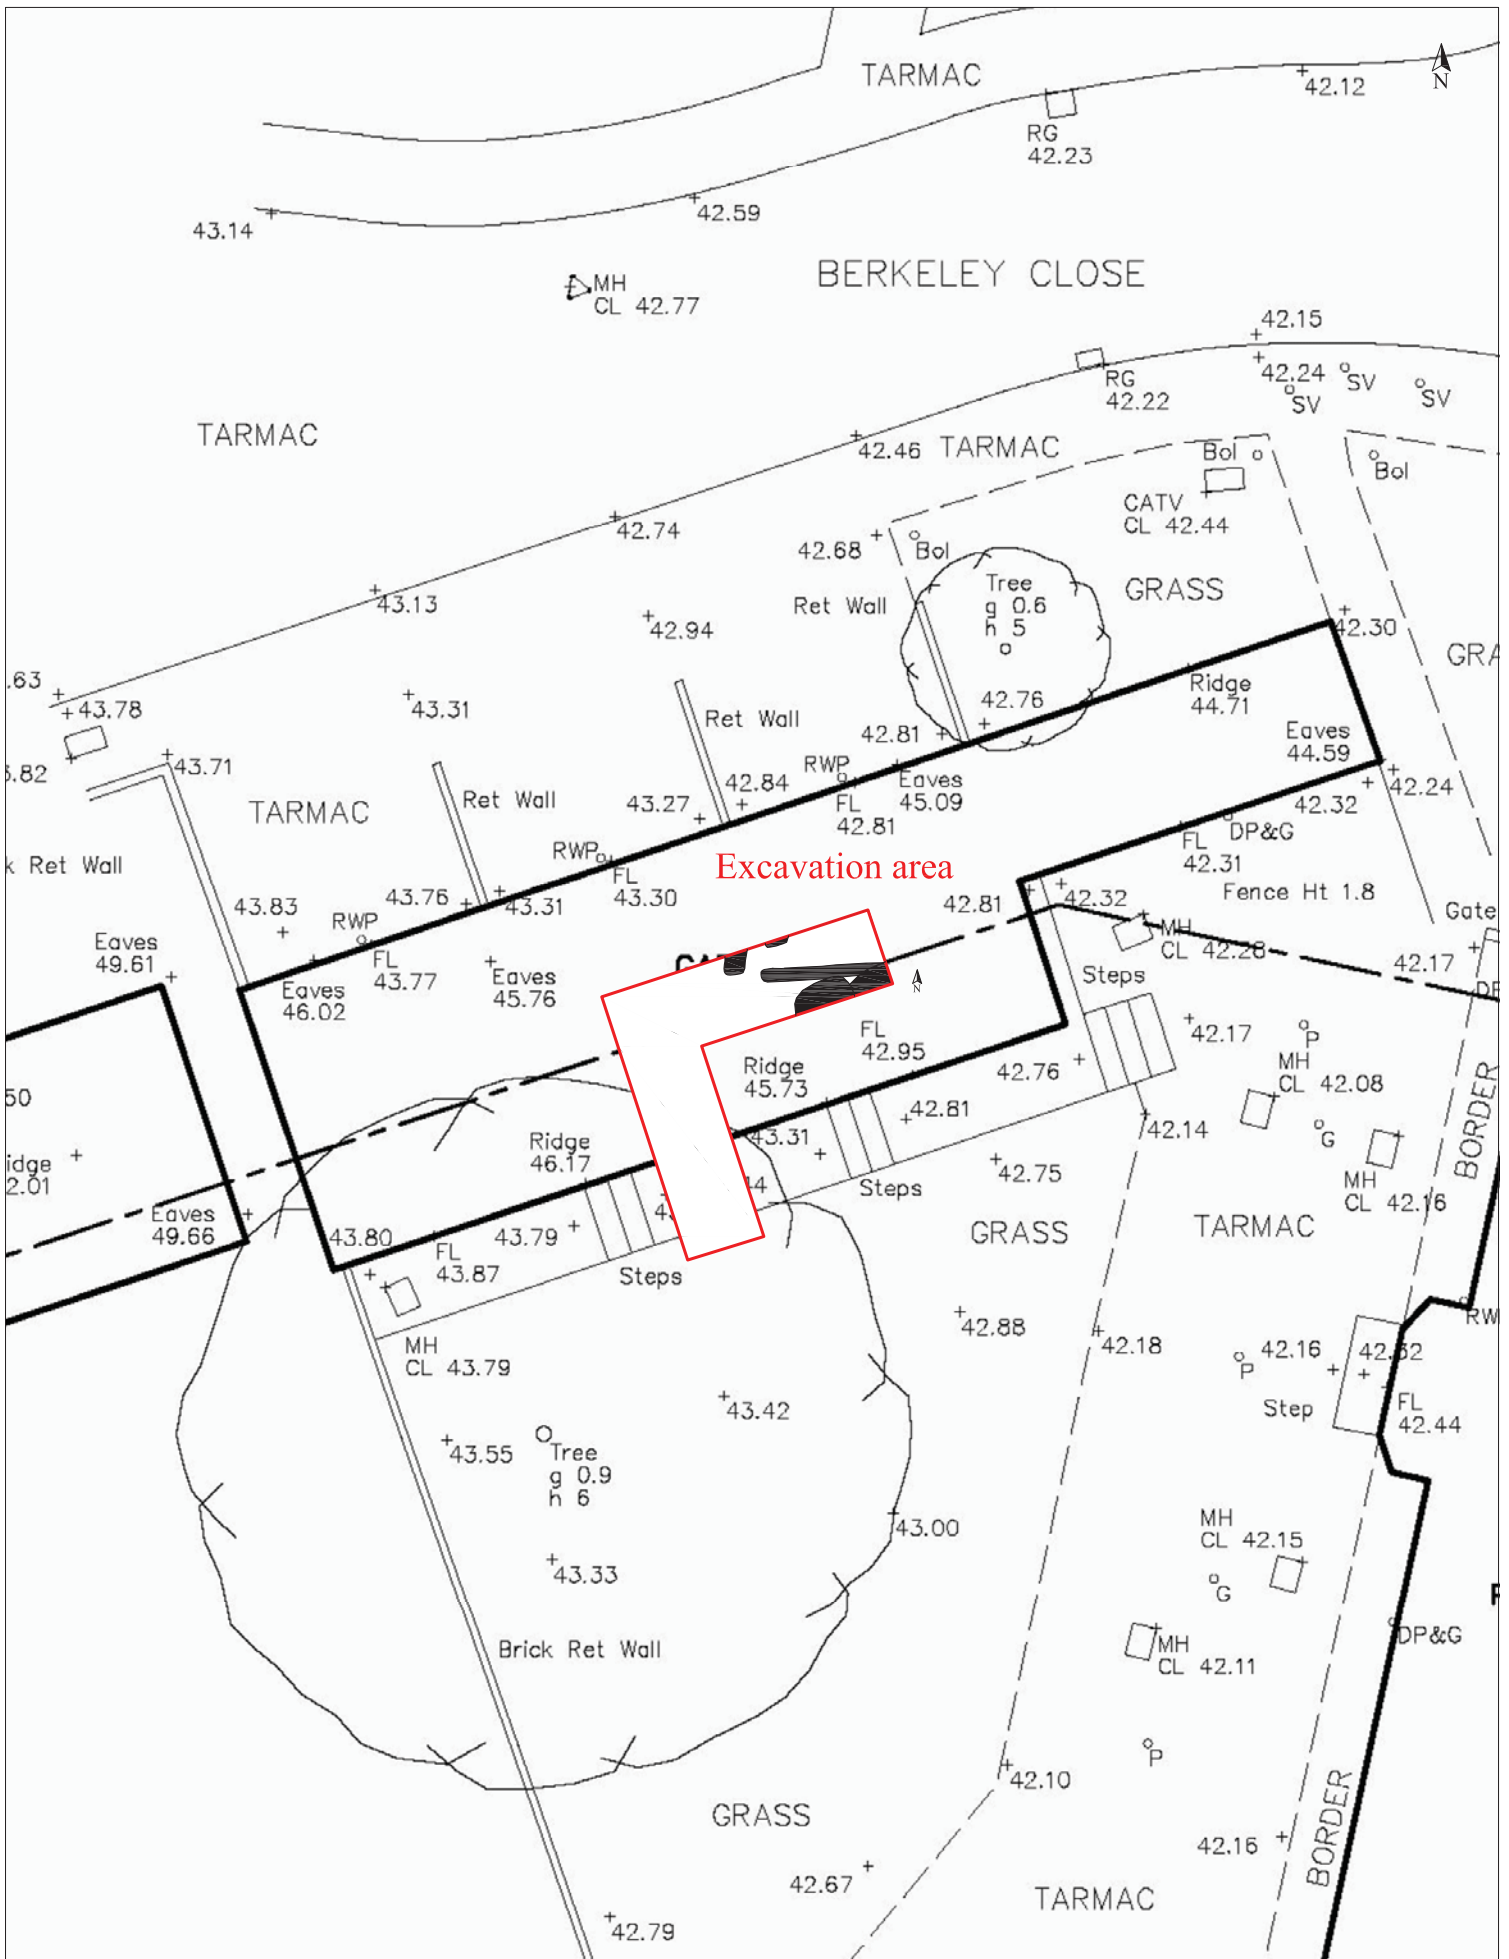 TARMAC
N
42.12
RG
42.23
43.14
42.59
MH
CL 42.77
BERKELEY CLOSE
42.15
42.24
SV
SV
SV
RG
42.22
TARMAC
42.46
TARMAC
Bol
Bol
CATV
CL 42.44
42.74
42.68
Bol
Tree
g 0.6
h 5
GRASS
Ret Wall
43.13
42.94
42.30
GRA
.63
43.78
43.31
Ret Wall
42.76
Ridge
44.71
42.81
Eaves
44.59
43.71
.82
RWP
Eaves
45.09
42.84
42.24
42.32
TARMAC
Ret Wall
43.27
FL
42.81
DP&G
FL
42.31
k Ret Wall
RWP
Excavation area
FL
43.30
Fence Ht 1.8
43.83
43.76
43.31
42.81
42.32
Gate
RWP
MH
CL 42.28
Eaves
49.61
FL
43.77
Eaves
45.76
42.17
Steps
Eaves
46.02
N
FL
42.95
42.17
P
MH
CL 42.08
50
Ridge
45.73
42.76
BORDER
42.81
42.14
G
Ridge
46.17
43.31
idge
2.01
42.75
MH
CL 42.16
Steps
Eaves
49.66
43.80
43.79
GRASS
TARMAC
FL
43.87
Steps
42.88
42.18
RW
MH
CL 43.79
42.16
P
Step
FL
42.44
43.42
43.55
Tree
g 0.9
h 6
43.00
MH
CL 42.15
43.33
G
Brick Ret Wall
DP&G
MH
CL 42.11
P
42.10
GRASS
BORDER
42.16
42.67
TARMAC
42.79